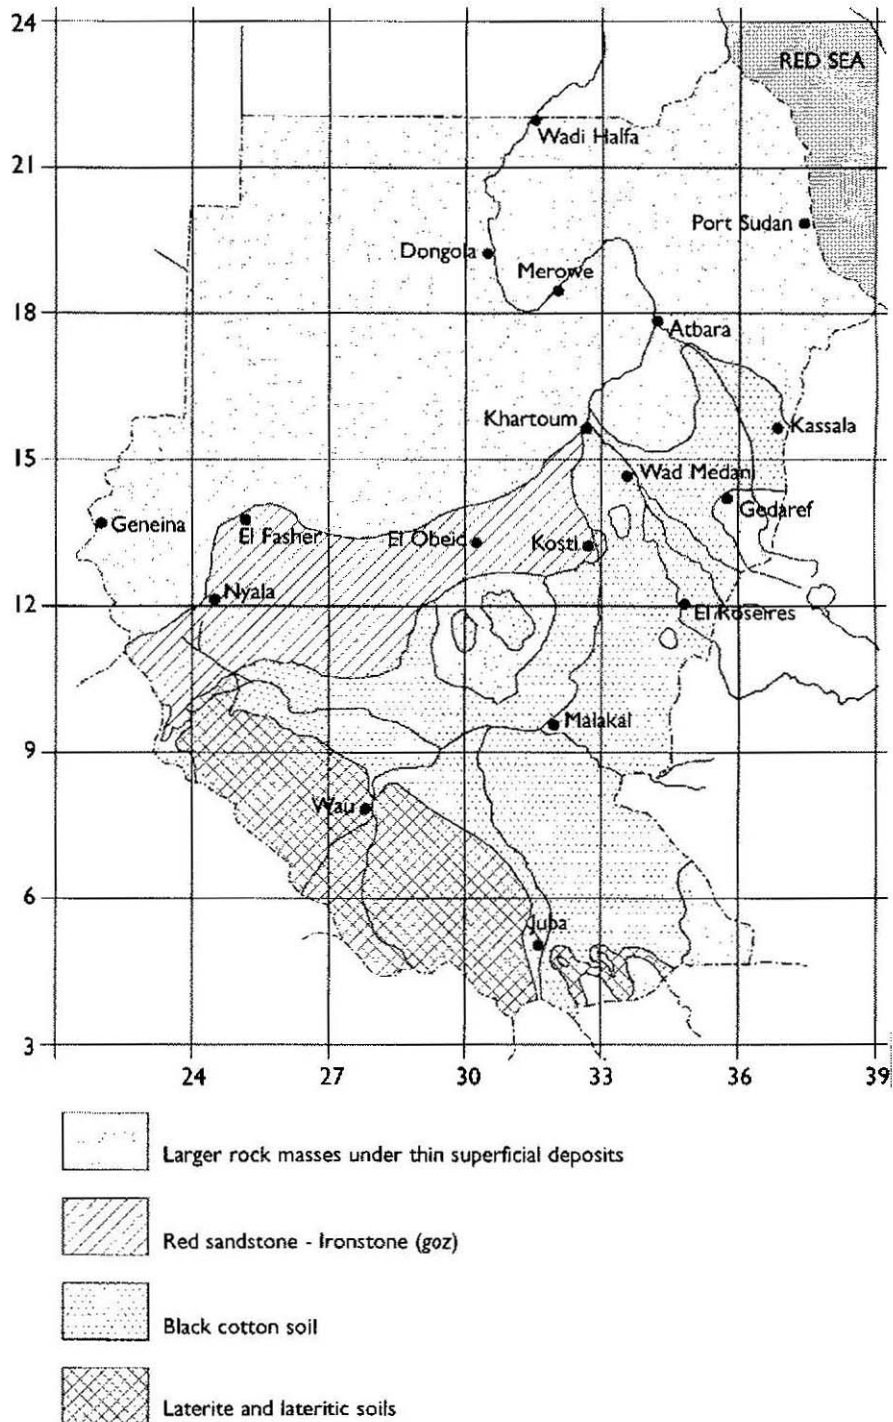 24
RED SEA
Wadi Halfa
21
Port Sudan
Dongola
Merowe
18
Atbara
Khartoum
Kassala
15
Wad Medani
Gedaref
Geneina
El Fasher
El Obeid
Kosti
Nyala
12
El Roseires
Malakal
9
Wau
6
Juba
3
24 27 30 33 36 39
Larger rock masses under thin superficial deposits
Red sandstone - Ironstone (goz)
Black cotton soil
Laterite and lateritic soils